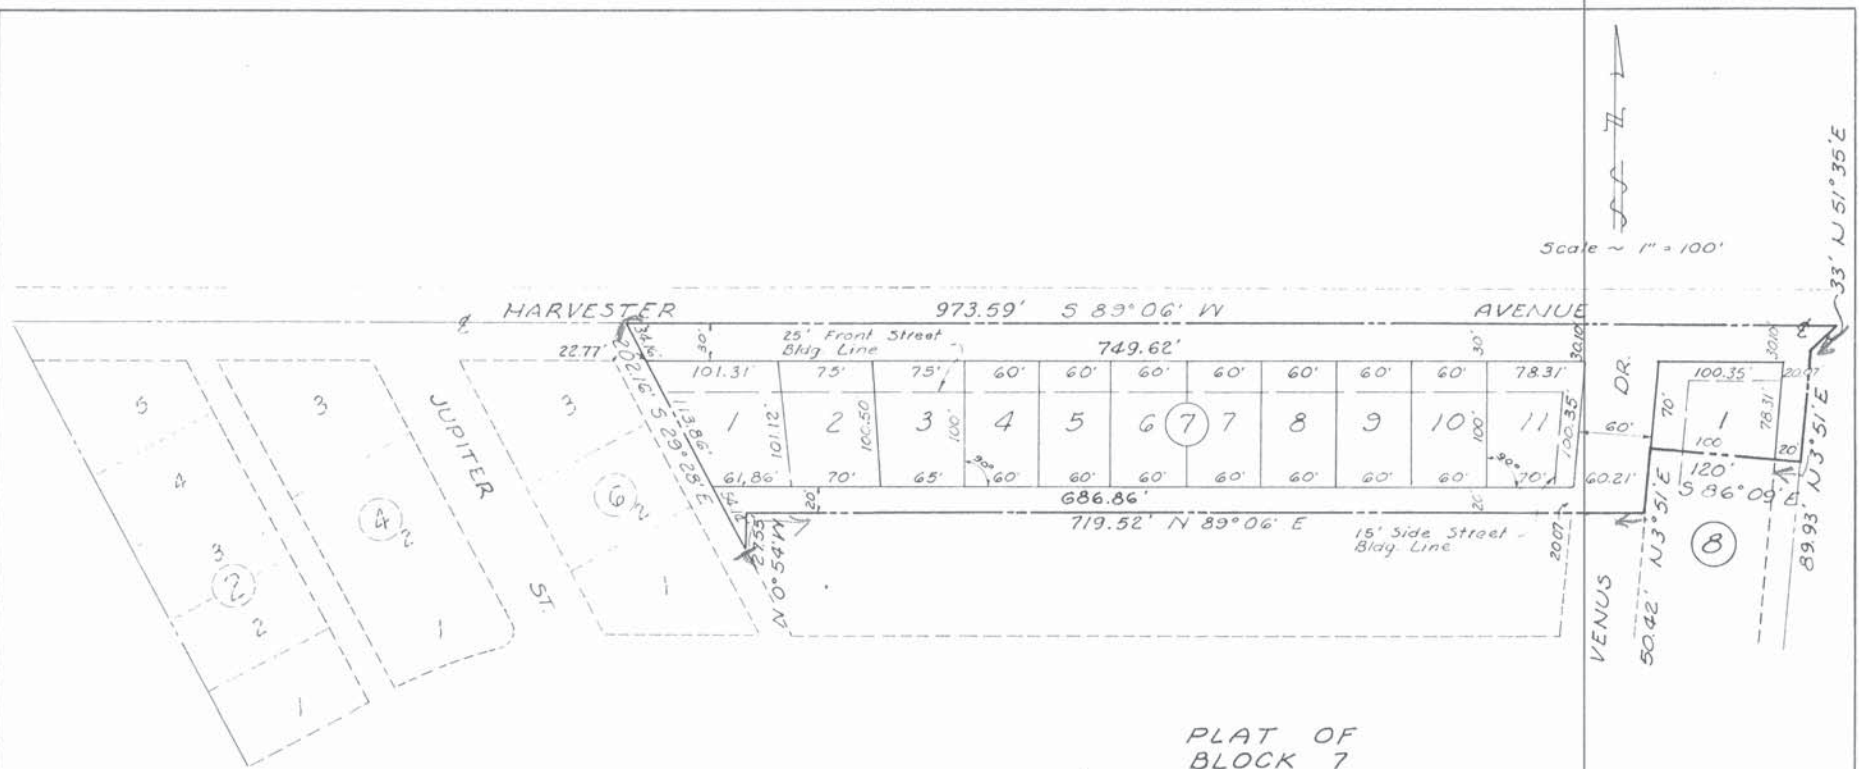 Scale ~ 1" = 100'
33' N 51° 35' E
HARVESTER 973.59' S 89° 06' W AVENUE
25' Front Street
Bldg Line
22.77'
34.16'
30'
749.62'
30'
30.10'
30.10'
101.31' 75' 75' 60' 60' 60' 60' 60' 60' 60' 78.31'
100.35' 20.07
202.16' S 29° 28' E
113.86'
1 101.12' 2 100.50 3 100' 4 5 6 7 7 8 9 10 100' 11 100.35'
DR.
60'
70' 1 78.31'
61.86 70' 65' 90° 60' 60' 60' 60' 60' 60' 60' 90° 70' 60.21'
100 20'
120'
S 86° 09' E
20'
686.86'
20'
719.52' N 89° 06' E
27.55
N 0° 54' W
15' Side Street
Bldg. Line
20.07
VENUS
50.42' N 3° 51' E
8
89.93' N 3° 51' E
5
4
3
2
2
1
3
4
2
1
JUPITER
ST.
3
6
2
1
PLAT OF
BLOCK 7